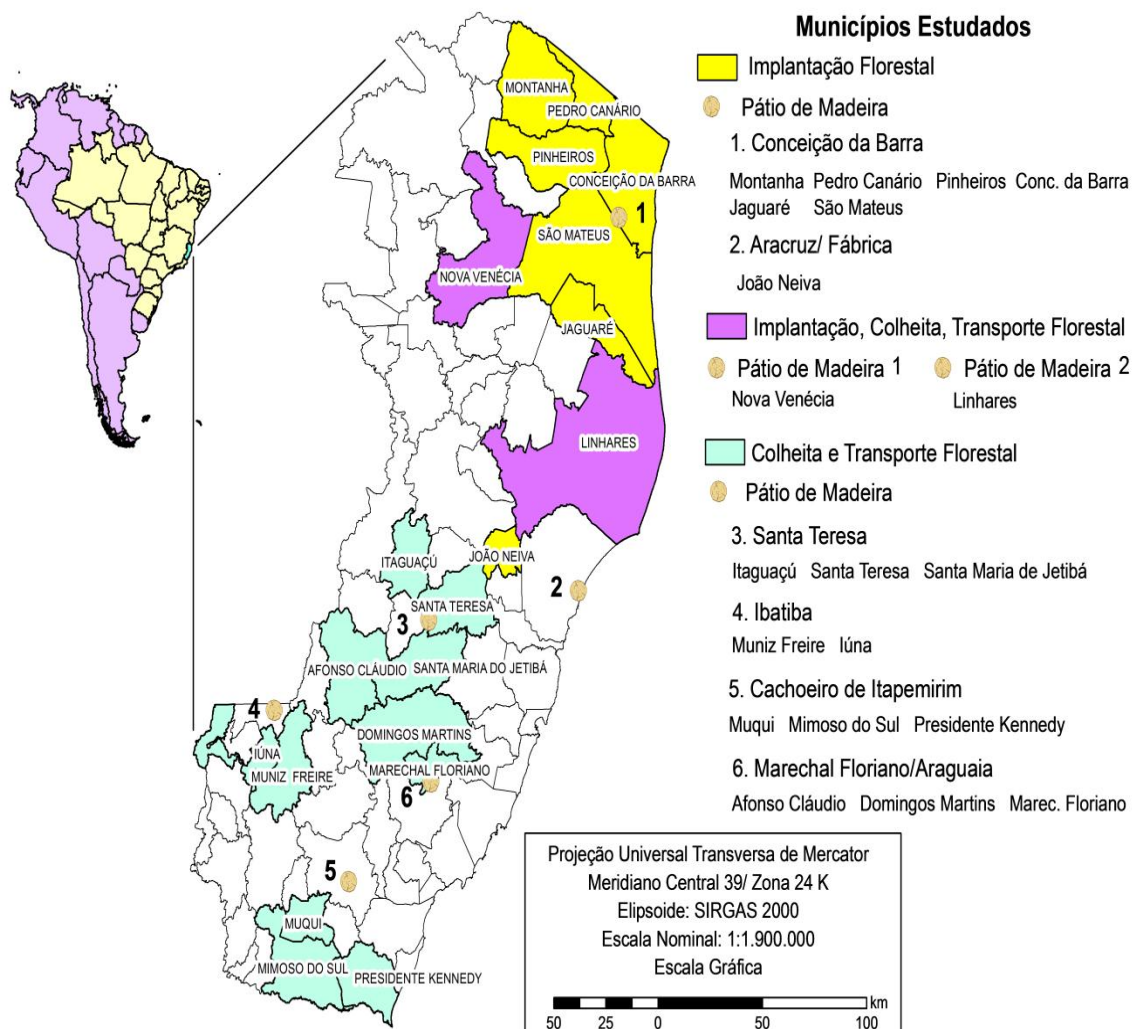 Municípios Estudados
Implantação Florestal
Pátio de Madeira
1. Conceição da Barra
Montanha Pedro Canário Pinheiros Conc. da Barra
Jaguaré São Mateus
2. Aracruz/ Fábrica
João Neiva
Implantação, Colheita, Transporte Florestal
Pátio de Madeira 1 Pátio de Madeira 2
Nova Venécia Linhares
Colheita e Transporte Florestal
Pátio de Madeira
3. Santa Teresa
Itaguaçú Santa Teresa Santa Maria de Jetibá
4. Ibatiba
Muniz Freire Iúna
5. Cachoeiro de Itapemirim
Muqui Mimoso do Sul Presidente Kennedy
6. Marechal Floriano/Araguaia
Afonso Cláudio Domingos Martins Marec. Floriano
MONTANHA
PEDRO CANÁRIO
PINHEIROS
CONCEIÇÃO DA BARRA
1
SÃO MATEUS
NOVA VENÉCIA
JAGUARÉ
LINHARES
ITAGUAÇÚ
JOÃO NEIVA
2
SANTA TERESA
3
AFONSO CLÁUDIO
SANTA MARIA DO JETIBÁ
4
IÚNA
DOMINGOS MARTINS
MUNIZ FREIRE
MARECHAL FLORIANO
6
5
MUQUI
MIMOSO DO SUL
PRESIDENTE KENNEDY
Projeção Universal Transversa de Mercator
Meridiano Central 39/ Zona 24 K
Elipsoide: SIRGAS 2000
Escala Nominal: 1:1.900.000
Escala Gráfica
km
50 25 0 50 100